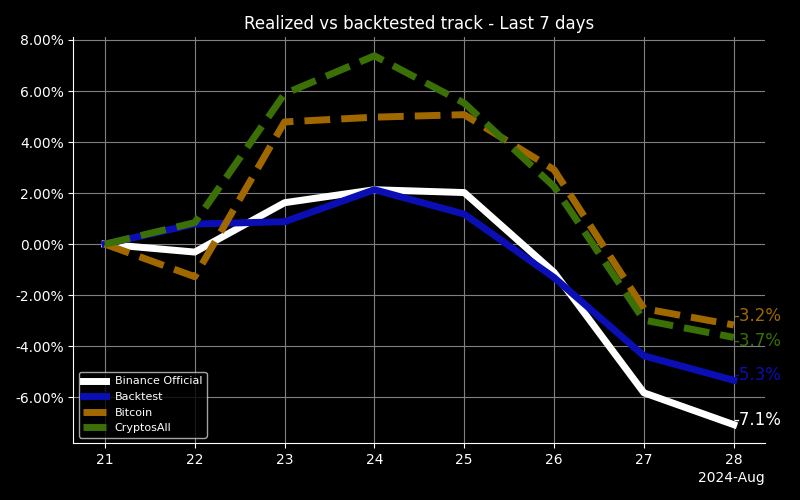 Realized vs backtested track - Last 7 days
8.00%
6.00%
4.00%
2.00%
0.00%
-2.00%
-4.00%
-6.00%
-3.2%
-3.7%
-5.3%
-7.1%
Binance Official
Backtest
Bitcoin
CryptosAll
21 22 23 24 25 26 27 28
2024-Aug